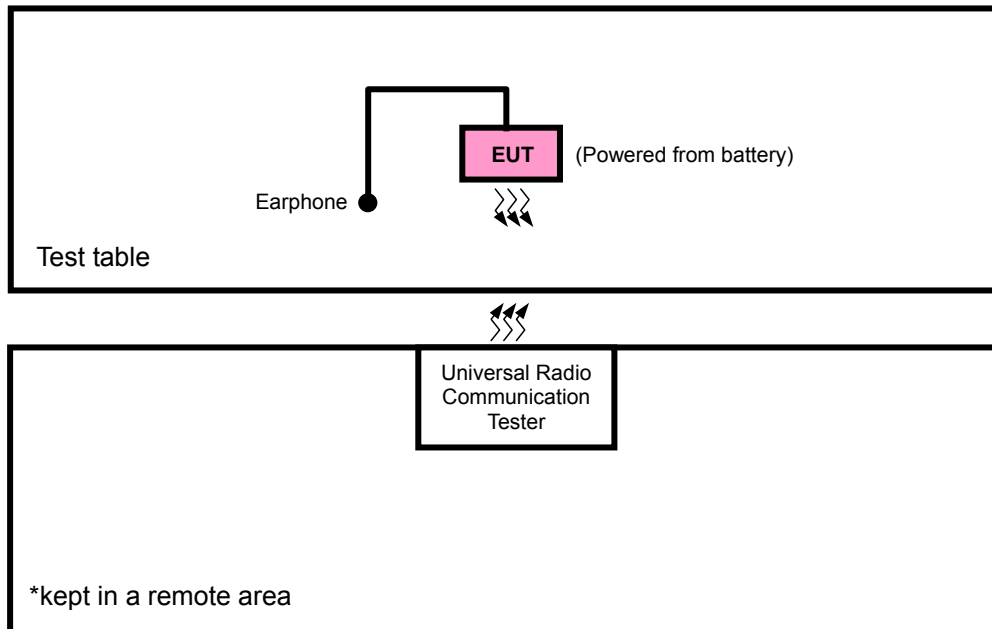 EUT
(Powered from battery)
Earphone
Test table
Universal Radio
Communication
Tester
*kept in a remote area